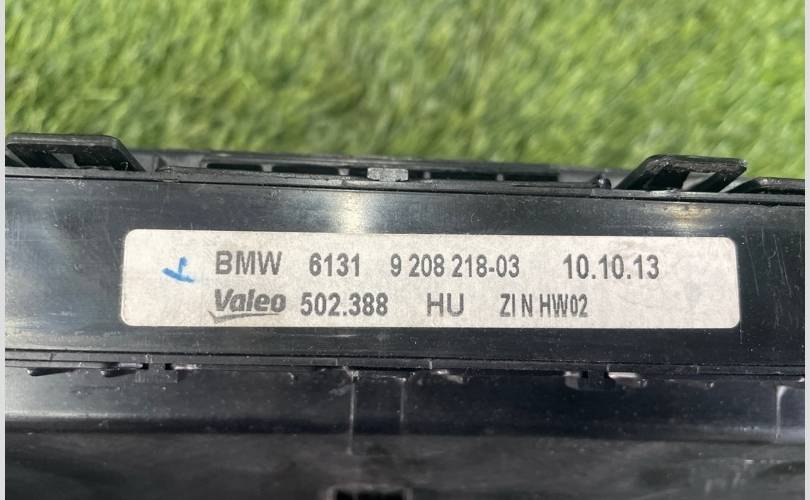 BMW 6131 9 208 218-03 10.10.13
Valeo 502.388 HU ZI N HW02